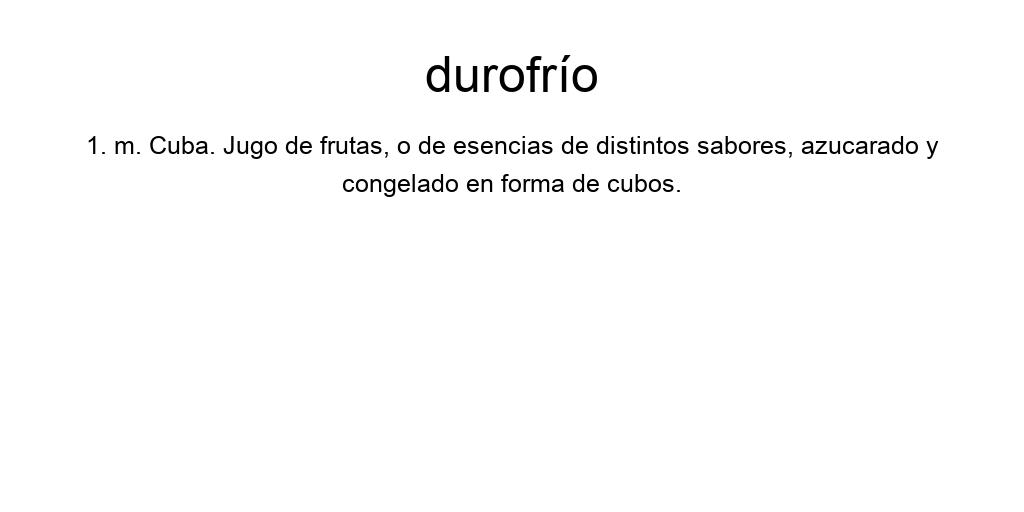 durofrío
1. m. Cuba. Jugo de frutas, o de esencias de distintos sabores, azucarado y
congelado en forma de cubos.